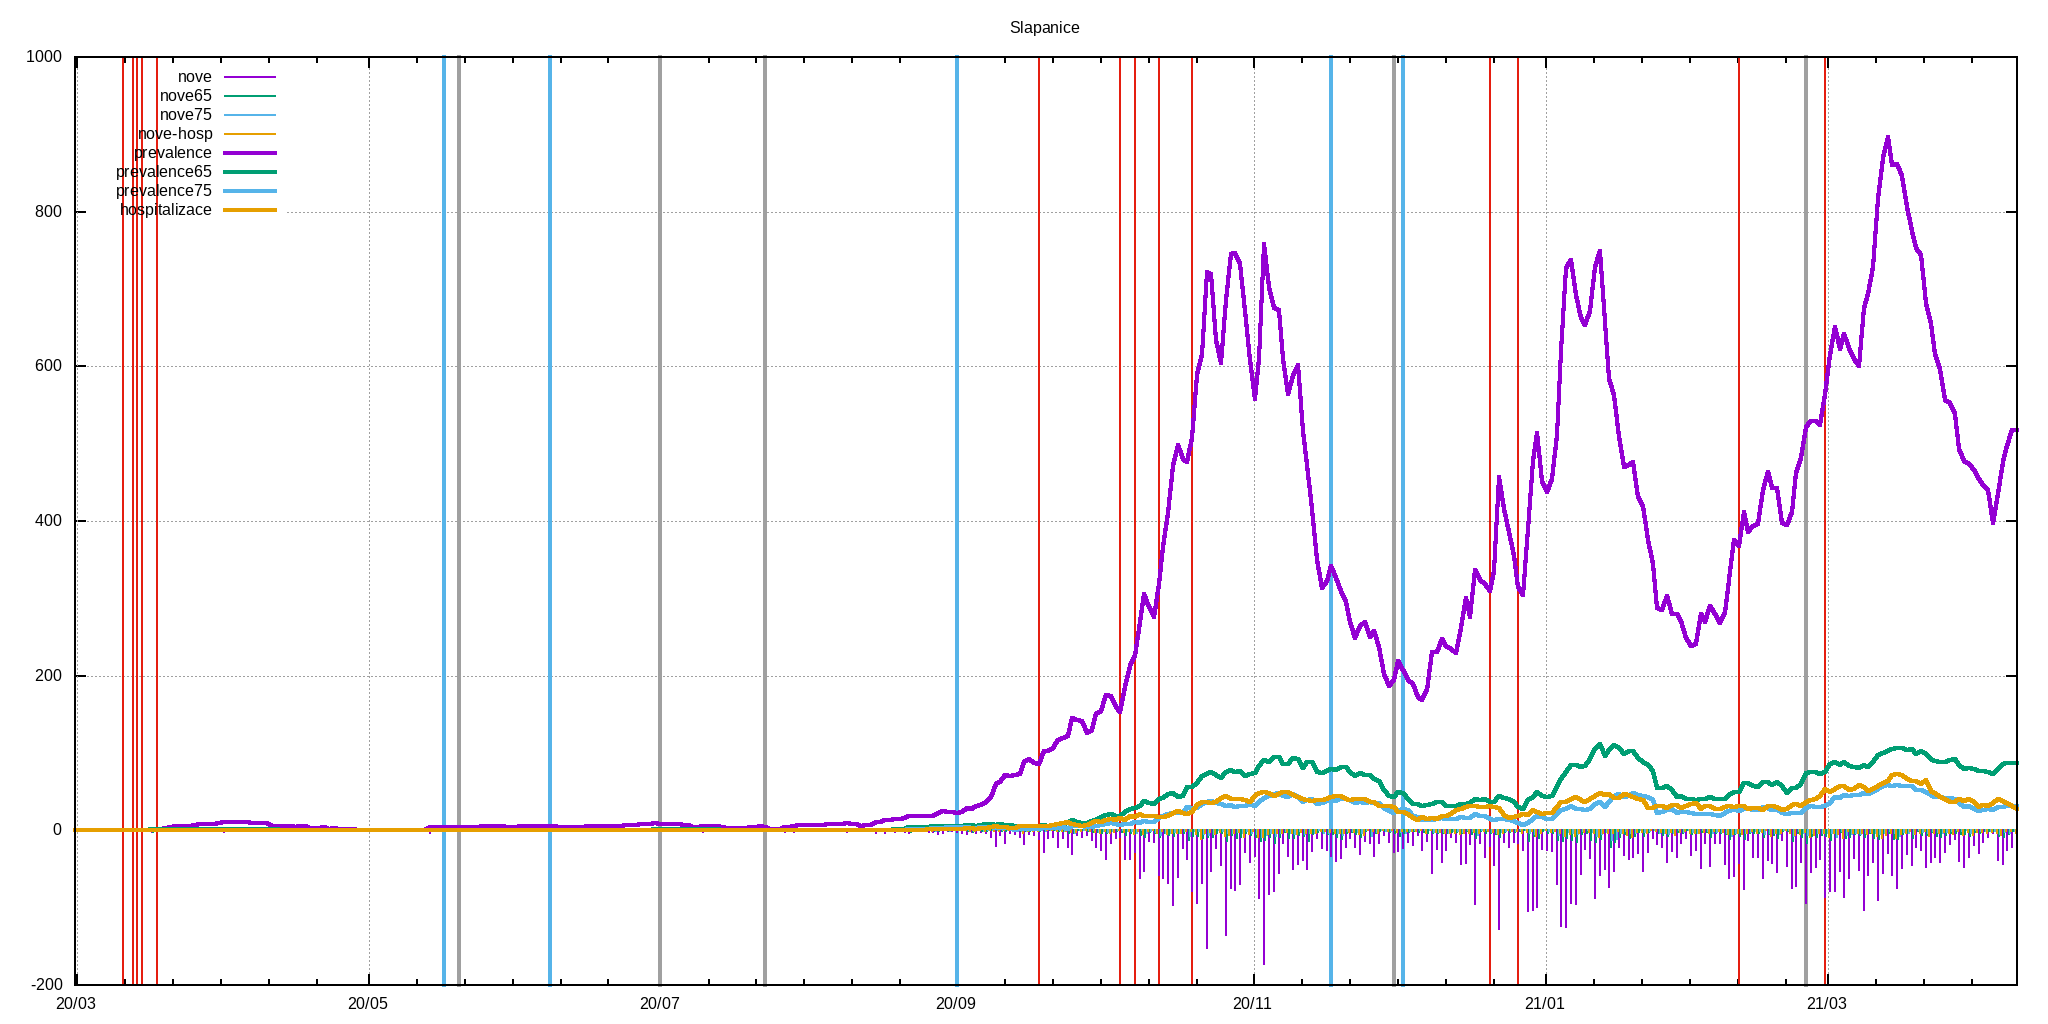 Slapanice
1000
nove
nove65
nove75
nove-hosp
prevalence
prevalence65
prevalence75
hospitalizace
800
600
400
200
0
-200
20/03 20/05 20/07 20/09 20/11 21/01 21/03